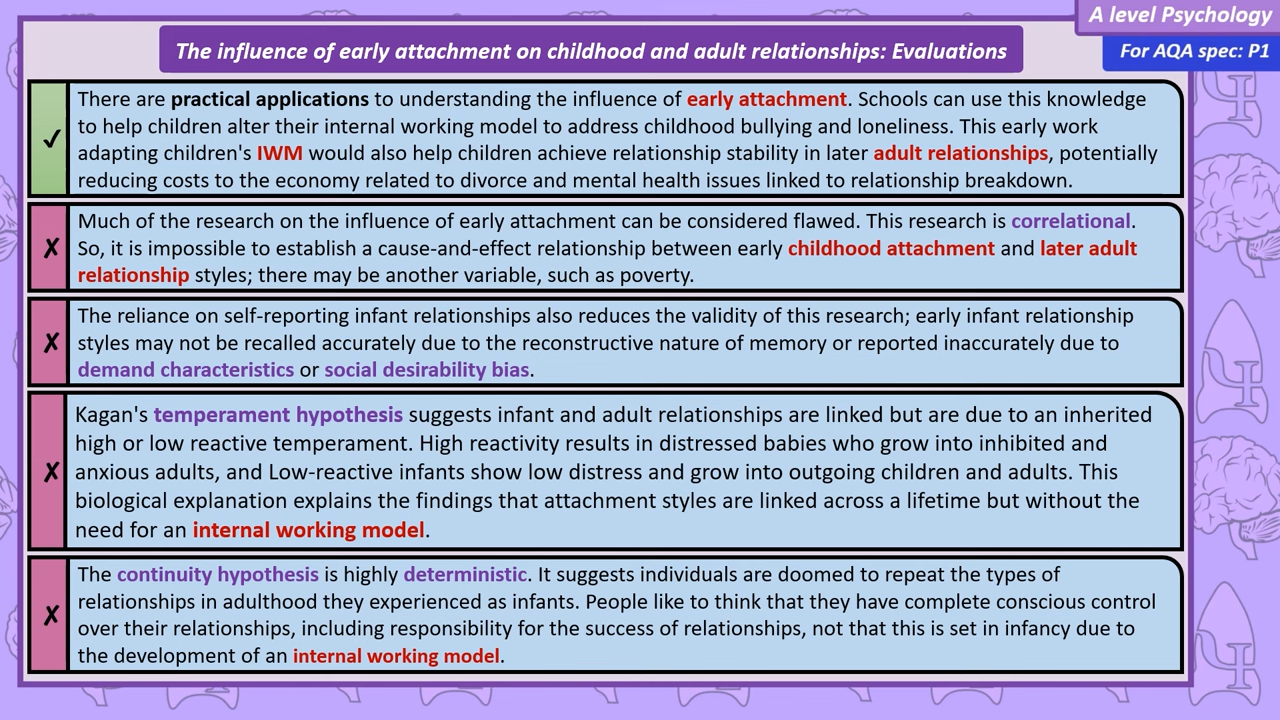 A level Psychology
The influence of early attachment on childhood and adult relationships: Evaluations
For AQA spec: P1
✓
There are practical applications to understanding the influence of early attachment. Schools can use this knowledge
to help children alter their internal working model to address childhood bullying and loneliness. This early work
adapting children's IWM would also help children achieve relationship stability in later adult relationships, potentially
reducing costs to the economy related to divorce and mental health issues linked to relationship breakdown.
✗
Much of the research on the influence of early attachment can be considered flawed. This research is correlational.
So, it is impossible to establish a cause-and-effect relationship between early childhood attachment and later adult
relationship styles; there may be another variable, such as poverty.
✗
The reliance on self-reporting infant relationships also reduces the validity of this research; early infant relationship
styles may not be recalled accurately due to the reconstructive nature of memory or reported inaccurately due to
demand characteristics or social desirability bias.
✗
Kagan's temperament hypothesis suggests infant and adult relationships are linked but are due to an inherited
high or low reactive temperament. High reactivity results in distressed babies who grow into inhibited and
anxious adults, and Low-reactive infants show low distress and grow into outgoing children and adults. This
biological explanation explains the findings that attachment styles are linked across a lifetime but without the
need for an internal working model.
✗
The continuity hypothesis is highly deterministic. It suggests individuals are doomed to repeat the types of
relationships in adulthood they experienced as infants. People like to think that they have complete conscious control
over their relationships, including responsibility for the success of relationships, not that this is set in infancy due to
the development of an internal working model.